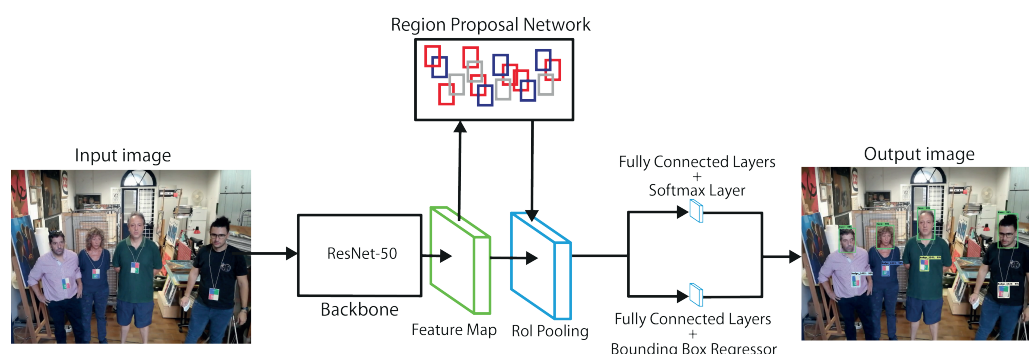 Region Proposal Network
Input image
Fully Connected Layers
+
Softmax Layer
Output image
ResNet-50
Backbone
Feature Map
RoI Pooling
Fully Connected Layers
+
Bounding Box Regressor